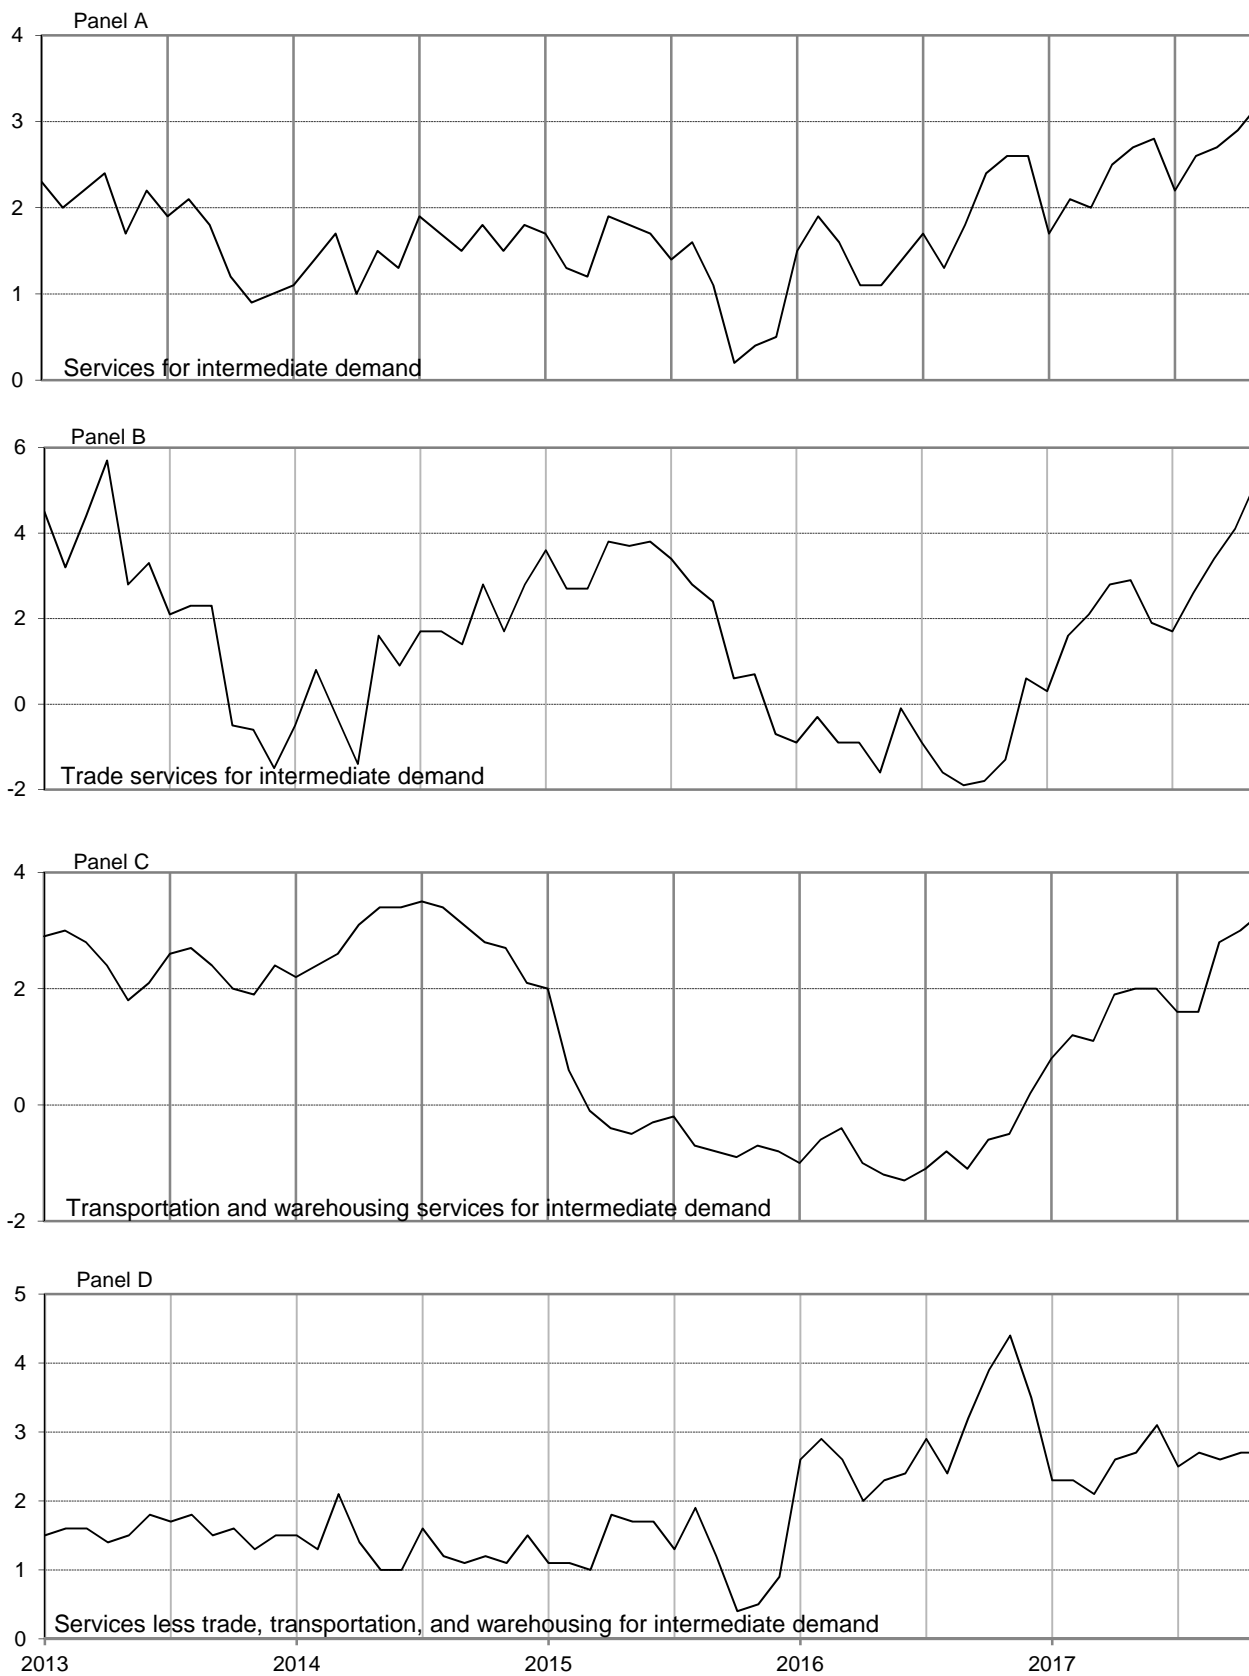 Panel A
4
3
2
1
0
Services for intermediate demand
Panel B
6
4
2
0
-2
Trade services for intermediate demand
Panel C
4
2
0
-2
Transportation and warehousing services for intermediate demand
Panel D
5
4
3
2
1
0
Services less trade, transportation, and warehousing for intermediate demand
2013 2014 2015 2016 2017